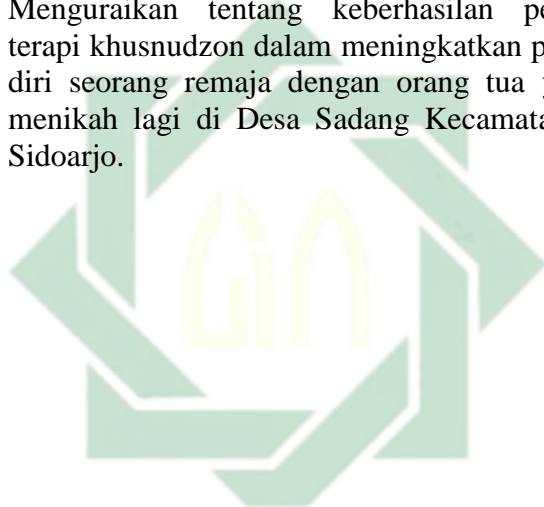 Menguraikan tentang keberhasilan pe
terapi khusnudzon dalam meningkatkan p
diri seorang remaja dengan orang tua y
menikah lagi di Desa Sadang Kecamata
Sidoarjo.